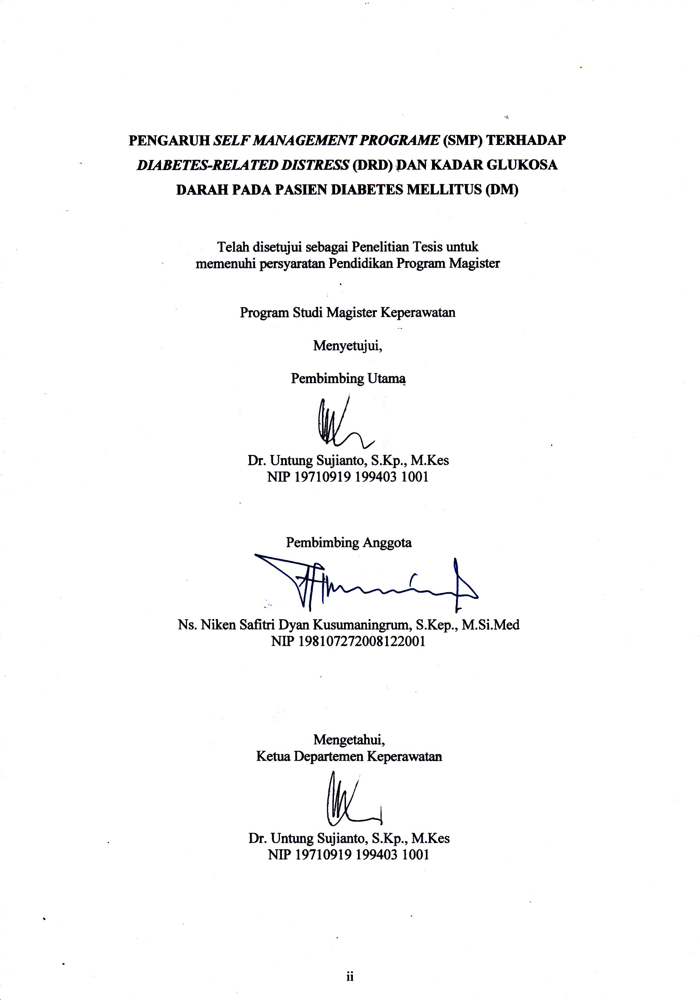 PENGARUH SELF MANAGEMENT PROGRAME (SMP) TERHADAP
DIABETES-RELATED DISTRESS (DRD) DAN KADAR GLUKOSA
DARAH PADA PASIEN DIABETES MELLITUS (DM)
Telah disetujui sebagai Penelitian Tesis untuk
memenuhi persyaratan Pendidikan Program Magister
Program Studi Magister Keperawatan
Menyetujui,
Pembimbing Utama
Dr. Untung Sujianto, S.Kp., M.Kes
NIP 19710919 199403 1001
Pembimbing Anggota
Ns. Niken Safitri Dyan Kusumaningrum, S.Kep., M.Si.Med
NIP 198107272008122001
Mengetahui,
Ketua Departemen Keperawatan
Dr. Untung Sujianto, S.Kp., M.Kes
NIP 19710919 199403 1001
ii